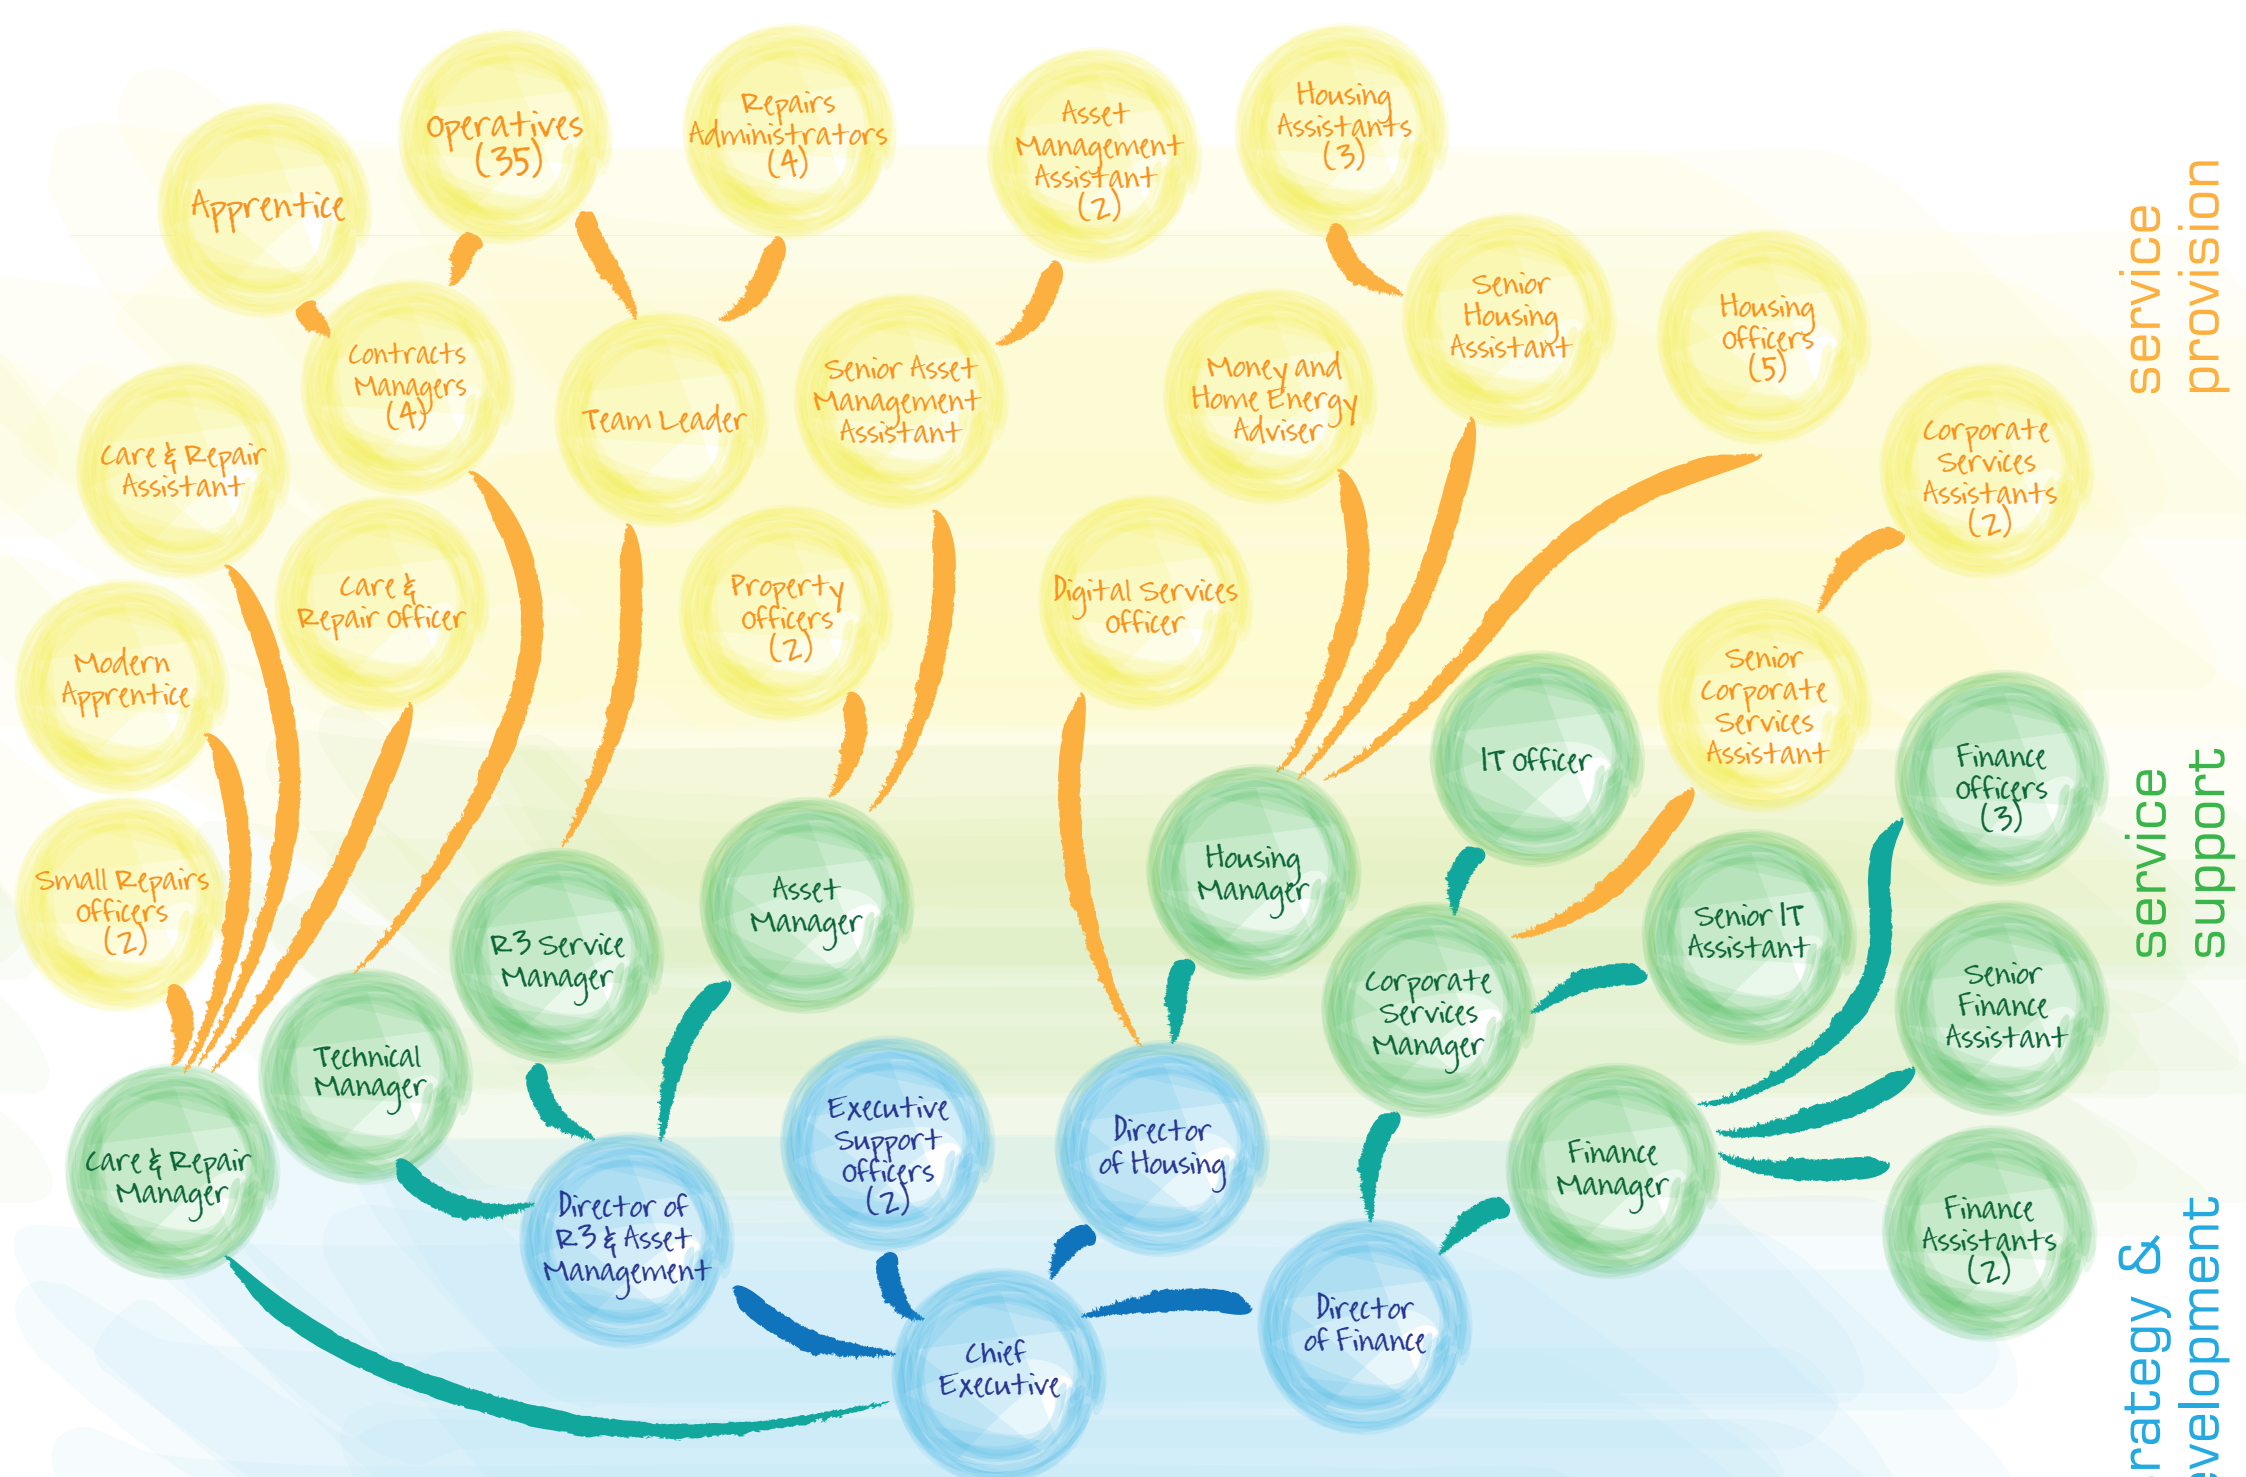 Operatives
(35)
Repairs
Administrators
(4)
Asset
Management
Assistant
(2)
Housing
Assistants
(3)
Apprentice
Contracts
Managers
(4)
Team Leader
Senior Asset
Management
Assistant
Money and
Home Energy
Adviser
Senior
Housing
Assistant
Housing
Officers
(5)
Corporate
Services
Assistants
(2)
service
provision
Care & Repair
Assistant
Care &
Repair Officer
Property
Officers
(2)
Digital Services
Officer
Modern
Apprentice
IT Officer
Senior
Corporate
Services
Assistant
Finance
Officers
(3)
Small Repairs
Officers
(2)
R3 Service
Manager
Asset
Manager
Housing
Manager
Senior IT
Assistant
service
support
Corporate
Services
Manager
Senior
Finance
Assistant
Technical
Manager
Care & Repair
Manager
Director of
R3 & Asset
Management
Executive
Support
Officers
(2)
Director
of Housing
Finance
Manager
Finance
Assistants
(2)
Chief
Executive
Director
of Finance
rategy &
evelopment